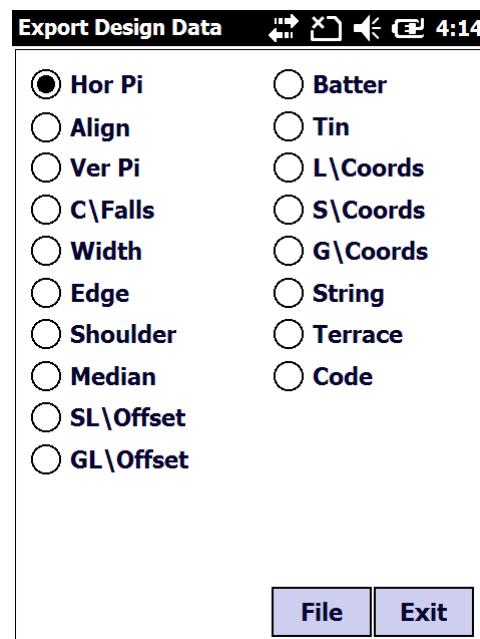 Export Design Data 4:14
Hor Pi
Align
Ver Pi
C\Falls
Width
Edge
Shoulder
Median
SL\Offset
GL\Offset
Batter
Tin
L\Coords
S\Coords
G\Coords
String
Terrace
Code
File Exit